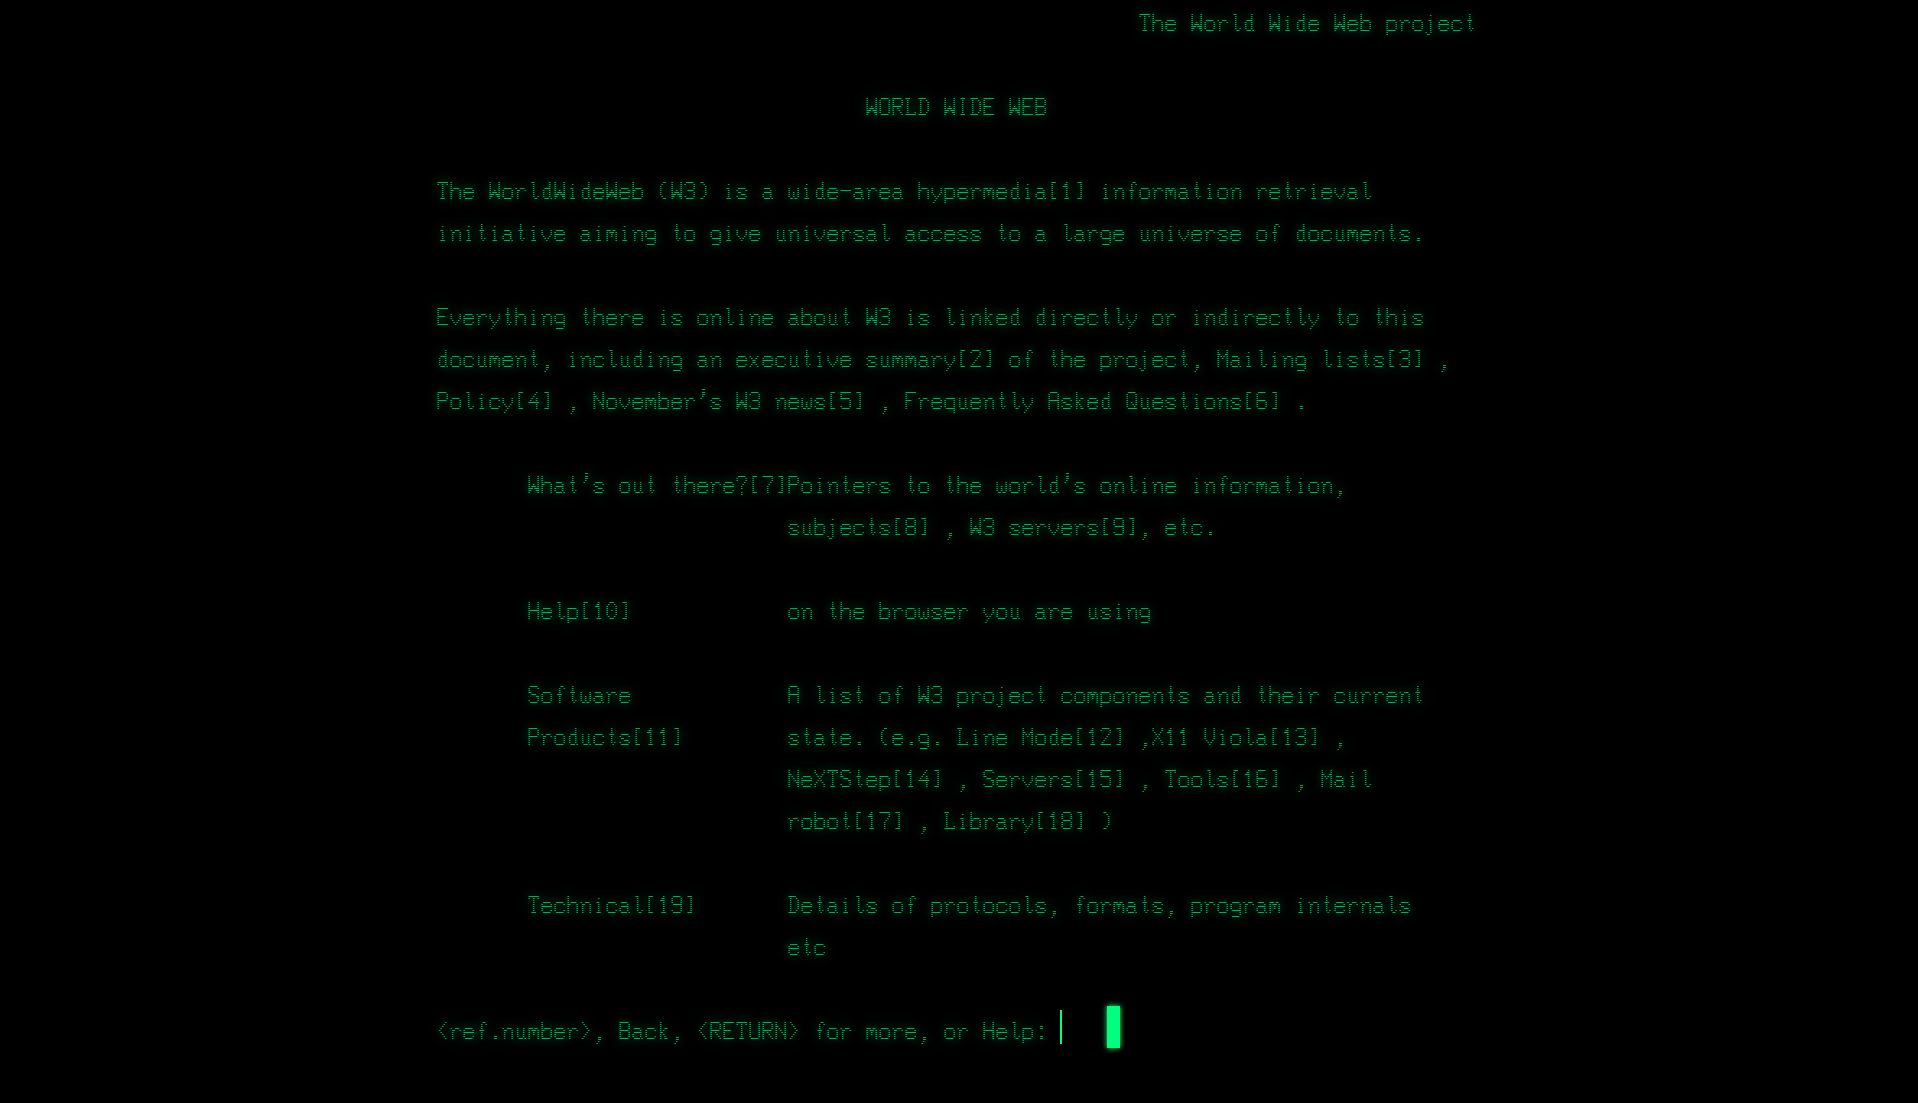 The World Wide Web project
WORLD WIDE WEB
The WorldWideWeb (W3) is a wide-area hypermedia[1] information retrieval
initiative aiming to give universal access to a large universe of documents.
Everything there is online about W3 is linked directly or indirectly to this
document, including an executive summary[2] of the project, Mailing lists[3] ,
Policy[4] , November's W3 news[5] , Frequently Asked Questions[6] .
What's out there?[7]Pointers to the world's online information,
subjects[8] , W3 servers[9], etc.
Help[10] on the browser you are using
Software A list of W3 project components and their current
Products[11] state. (e.g. Line Mode[12] ,X11 Viola[13] ,
NeXTStep[14] , Servers[15] , Tools[16] , Mail
robot[17] , Library[18] )
Technical[19] Details of protocols, formats, program internals
etc
<ref.number>, Back, <RETURN> for more, or Help: